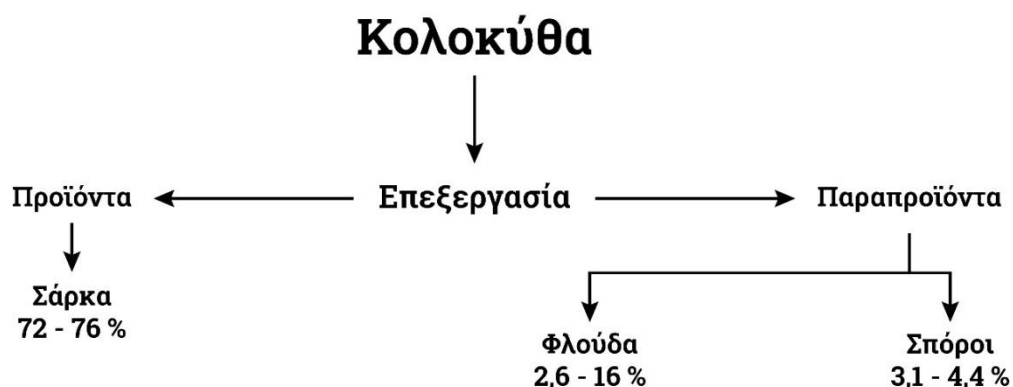 Κολοκύθα
Προϊόντα
Επεξεργασία
Παραπροϊόντα
Σάρκα
72 - 76 %
Φλούδα
2,6 - 16 %
Σπόροι
3,1 - 4,4 %